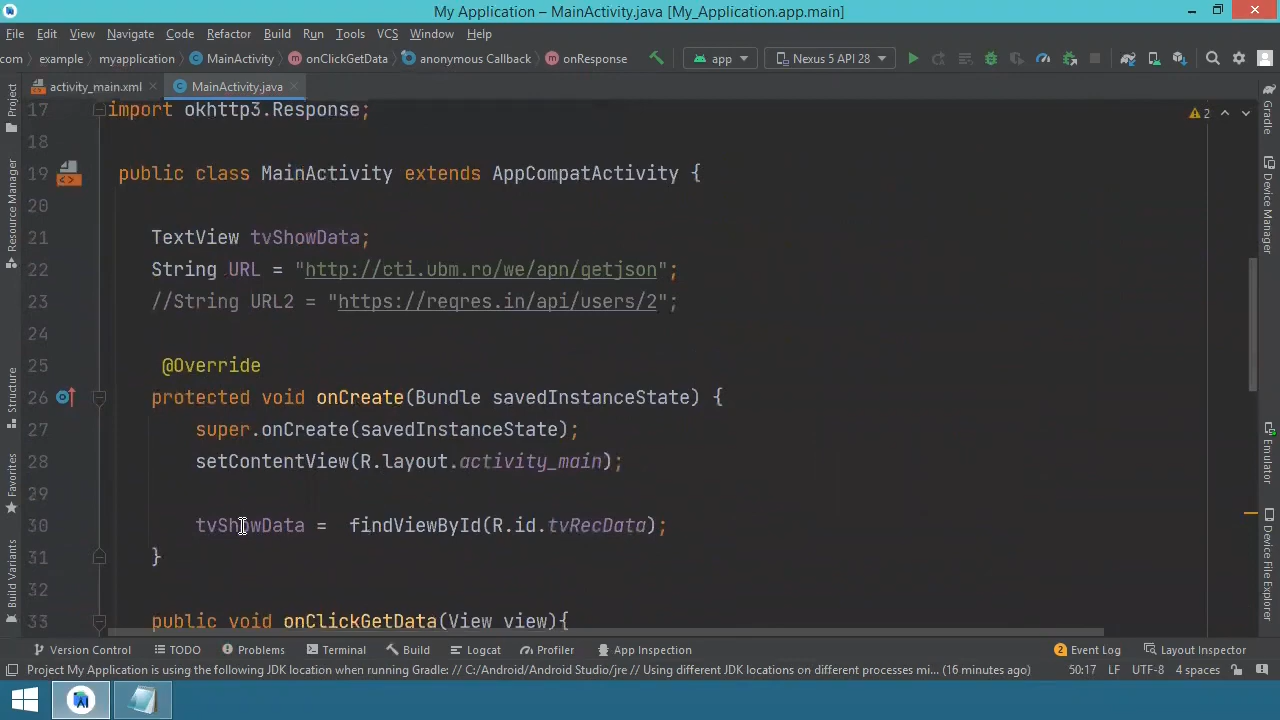 My Application – MainActivity.java [My_Application.app.main]
File Edit View Navigate Code Refactor Build Run Tools VCS Window Help
com example myapplication MainActivity onClickGetData anonymous Callback onResponse app Nexus 5 API 28
activity_main.xml MainActivity.java
2
17 import okhttp3.Response;
18
19 public class MainActivity extends AppCompatActivity {
20
21 TextView tvShowData;
22 String URL = "http://cti.ubm.ro/we/apn/getjson";
23 //String URL2 = "https://reqres.in/api/users/2";
24
25 @Override
26 protected void onCreate(Bundle savedInstanceState) {
27 super.onCreate(savedInstanceState);
28 setContentView(R.layout.activity_main);
29
30 tvShowData = findViewById(R.id.tvRecData);
31 }
32
33 public void onClickGetData(View view){
Project
Resource Manager
Structure
Favorites
Build Variants
Gradle
Device Manager
Emulator
Device File Explorer
Version Control TODO Problems Terminal Build Logcat Profiler App Inspection 2 Event Log Layout Inspector
Project My Application is using the following JDK location when running Gradle: // C:/Android/Android Studio/jre // Using different JDK locations on different processes mi... (16 minutes ago) 50:17 LF UTF-8 4 spaces